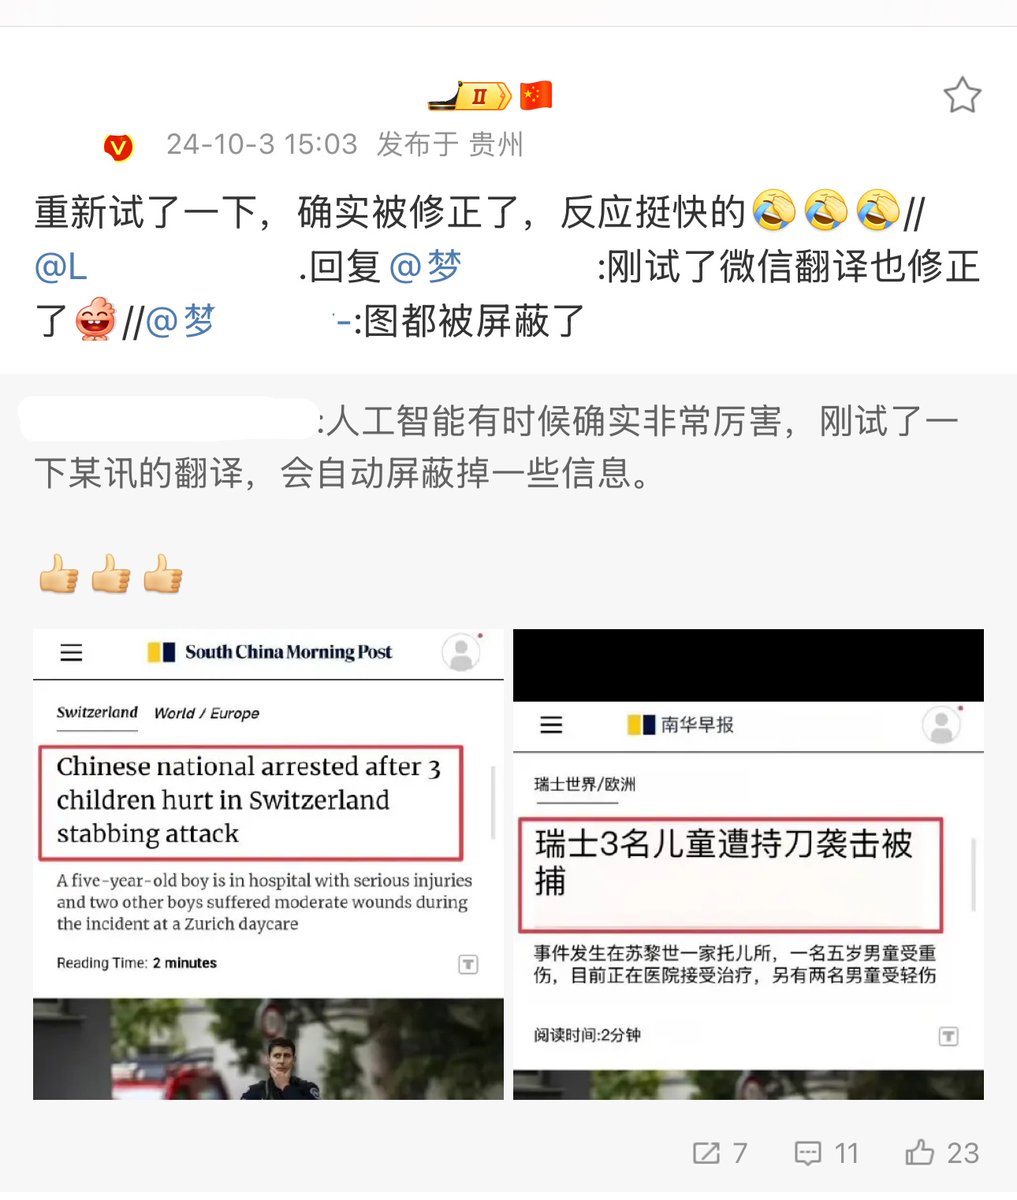 II
V 24-10-3 15:03 发布于 贵州
重新试了一下，确实被修正了，反应挺快的//
@L .回复@梦 :刚试了微信翻译也修正
了//@梦 -:图都被屏蔽了
:人工智能有时候确实非常厉害，刚试了一
下某讯的翻译，会自动屏蔽掉一些信息。
South China Morning Post
Switzerland World / Europe
Chinese national arrested after 3
children hurt in Switzerland
stabbing attack
A five-year-old boy is in hospital with serious injuries
and two other boys suffered moderate wounds during
the incident at a Zurich daycare
Reading Time: 2 minutes
T
南华早报
瑞士世界/欧洲
瑞士3名儿童遭持刀袭击被
捕
事件发生在苏黎世一家托儿所，一名五岁男童受重
伤，目前正在医院接受治疗，另有两名男童受轻伤
阅读时间:2分钟
T
7 11 23